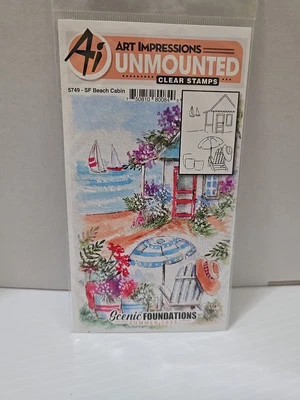 Ai
ART IMPRESSIONS
UNMOUNTED
CLEAR STAMPS
5749 - SF Beach Cabin
Scenic FOUNDATIONS